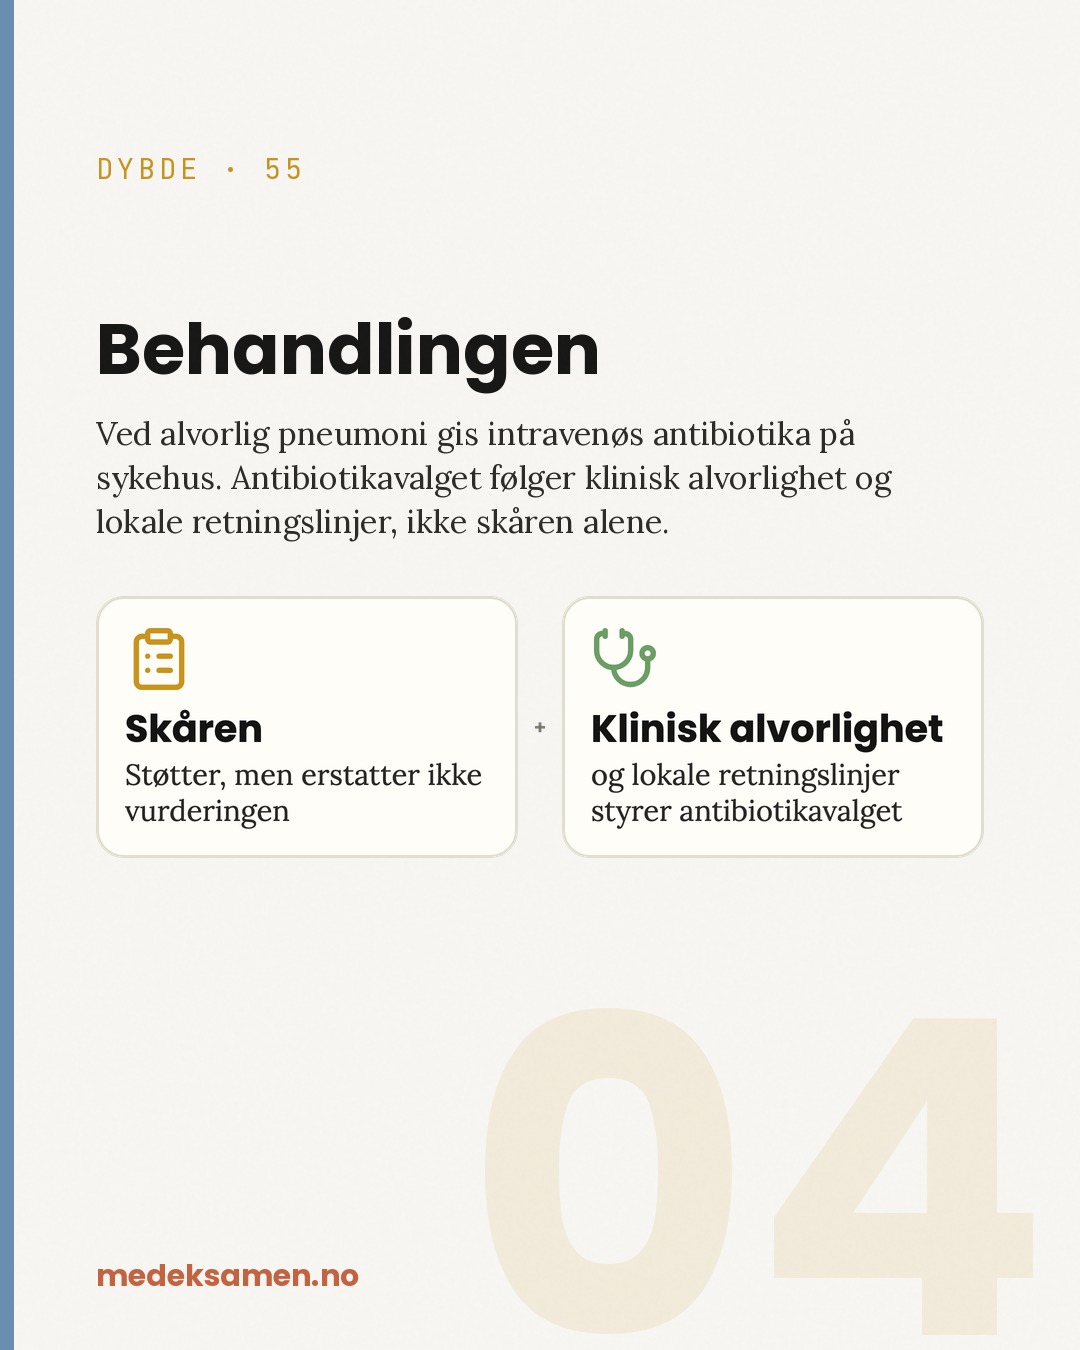 DYBDE · 55
Behandlingen
Ved alvorlig pneumoni gis intravenøs antibiotika på
sykehus. Antibiotikavalget følger klinisk alvorlighet og
lokale retningslinjer, ikke skåren alene.
Skåren
Støtter, men erstatter ikke
vurderingen
+
Klinisk alvorlighet
og lokale retningslinjer
styrer antibiotikavalget
04
medeksamen.no